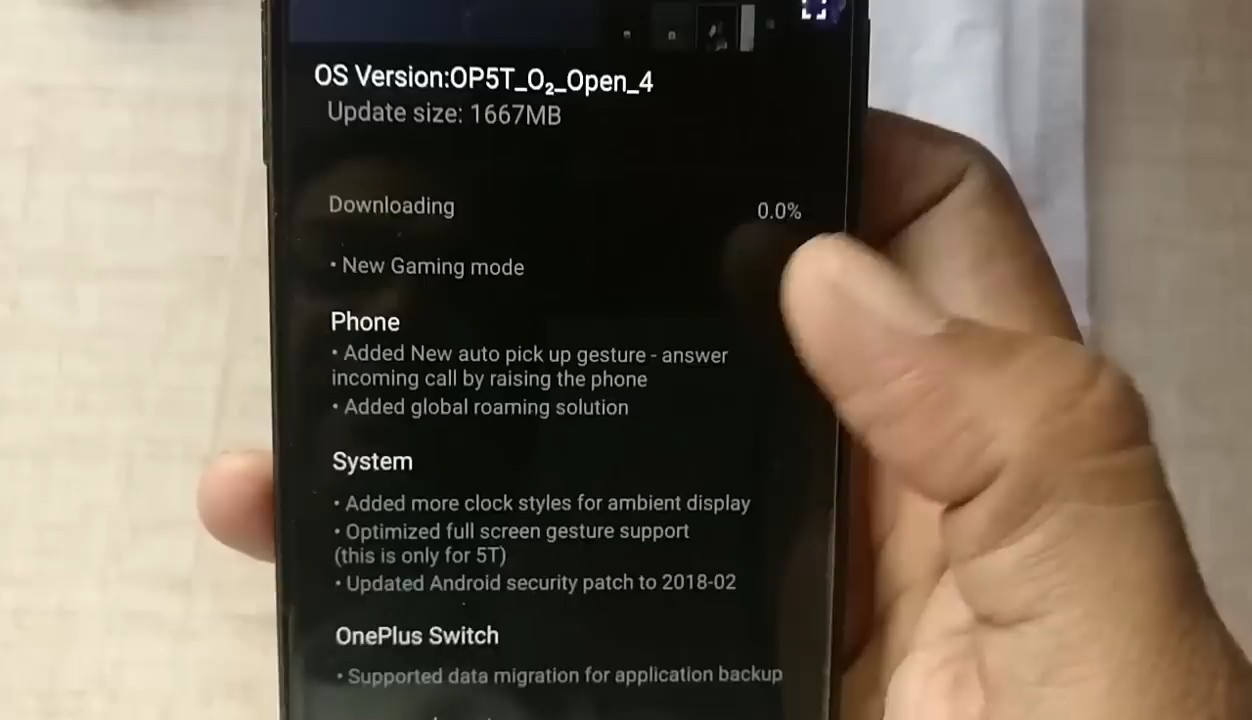 OS Version:OP5T_O₂_Open_4
Update size: 1667MB
Downloading 0.0%
• New Gaming mode
Phone
• Added New auto pick up gesture - answer
incoming call by raising the phone
• Added global roaming solution
System
• Added more clock styles for ambient display
• Optimized full screen gesture support
(this is only for 5T)
• Updated Android security patch to 2018-02
OnePlus Switch
• Supported data migration for application backup